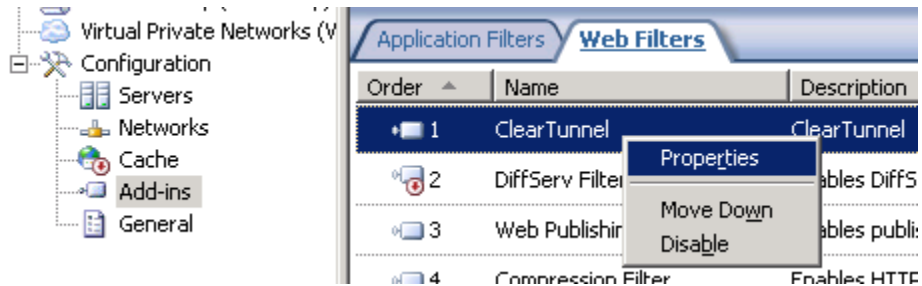 Virtual Private Networks (V
Configuration
Servers
Networks
Cache
Add-ins
General
Application Filters
Web Filters
Order Name Description
1 ClearTunnel ClearTunnel
Properties
2 DiffServ Filter ables DiffS
Move Down
3 Web Publishin ables publis
Disable
4 Compression Filter Enables HTTP